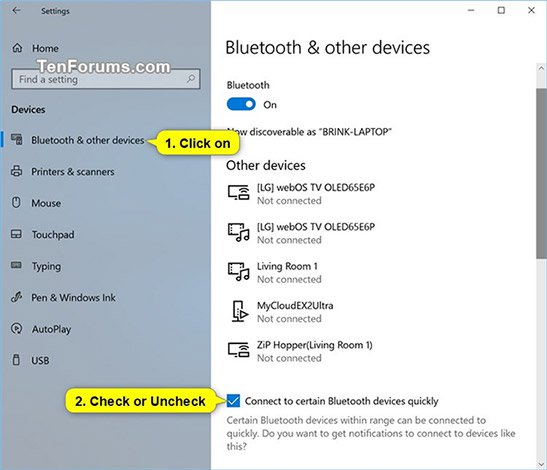 Settings
Home
TenForums.com
Find a setting
Devices
Bluetooth & other devices
Printers & scanners
Mouse
Touchpad
Typing
Pen & Windows Ink
AutoPlay
USB
Bluetooth & other devices
Bluetooth
On
Now discoverable as "BRINK-LAPTOP"
1. Click on
Other devices
[LG] webOS TV OLED65E6P
Not connected
[LG] webOS TV OLED65E6P
Not connected
Living Room 1
Not connected
MyCloudEX2Ultra
Not connected
ZiP Hopper(Living Room 1)
Not connected
2. Check or Uncheck
Connect to certain Bluetooth devices quickly
Certain Bluetooth devices within range can be connected to
quickly. Do you want to get notifications to connect to devices like
this?